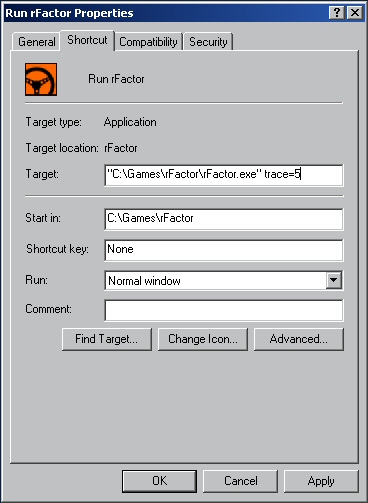 Run rFactor Properties
General Shortcut Compatibility Security
Run rFactor
Target type: Application
Target location: rFactor
Target: "C:\Games\rFactor\rFactor.exe" trace=5
Start in: C:\Games\rFactor
Shortcut key: None
Run: Normal window
Comment:
Find Target... Change Icon... Advanced...
OK Cancel Apply